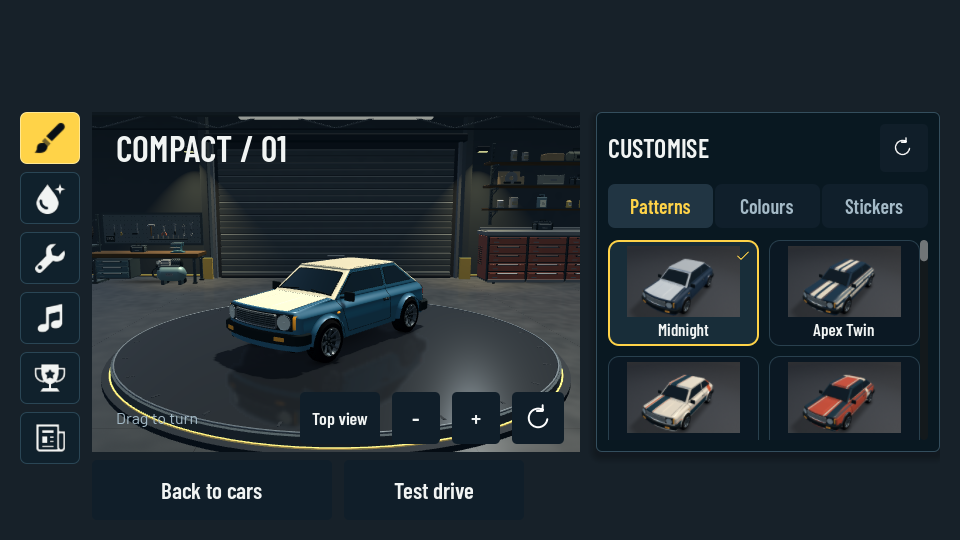 COMPACT / 01
CUSTOMISE
Patterns
Colours
Stickers
Midnight
Apex Twin
Drag to turn
Top view
-
+
Back to cars
Test drive